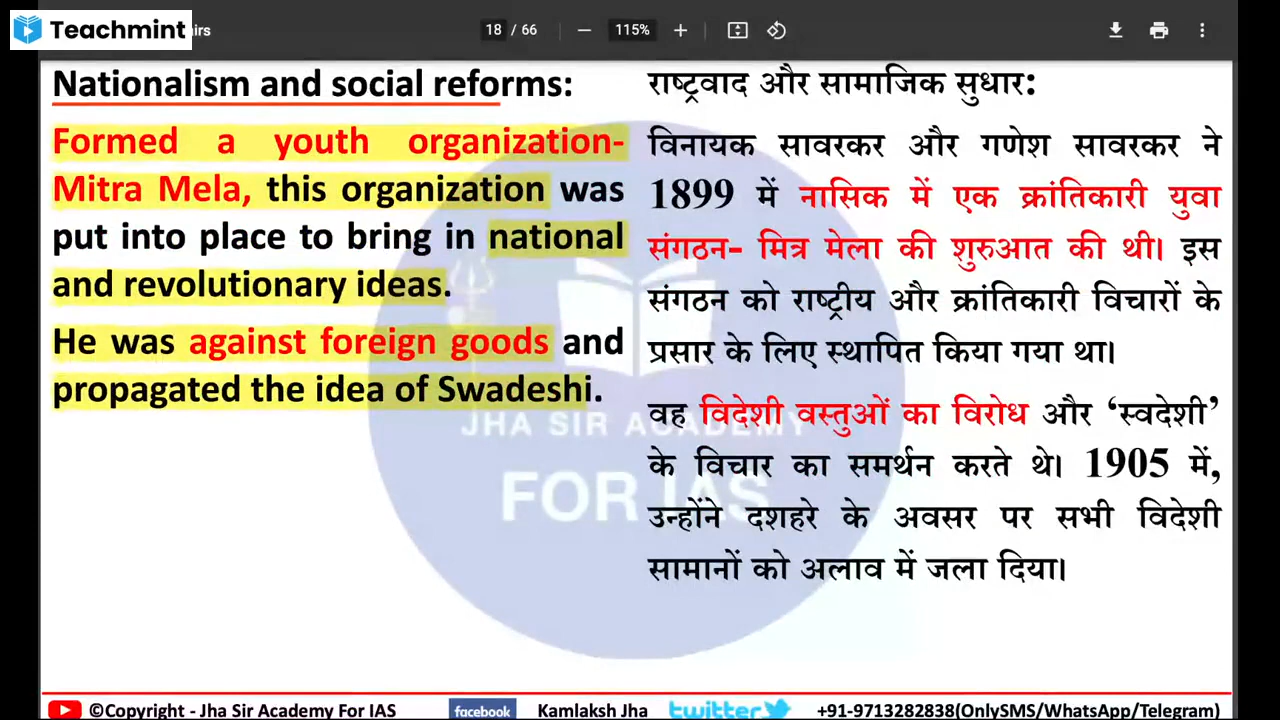 Teachmint
irs
18 / 66
115%
Nationalism and social reforms:
Formed a youth organization-
Mitra Mela, this organization was
put into place to bring in national
and revolutionary ideas.
He was against foreign goods and
propagated the idea of Swadeshi.
राष्ट्रवाद और सामाजिक सुधार:
विनायक सावरकर और गणेश सावरकर ने
1899 में नासिक में एक क्रांतिकारी युवा
संगठन- मित्र मेला की शुरुआत की थी। इस
संगठन को राष्ट्रीय और क्रांतिकारी विचारों के
प्रसार के लिए स्थापित किया गया था।
वह विदेशी वस्तुओं का विरोध और ‘स्वदेशी’
के विचार का समर्थन करते थे। 1905 में,
उन्होंने दशहरे के अवसर पर सभी विदेशी
सामानों को अलाव में जला दिया।
JHA SIR ACADEMY
FOR IAS
©Copyright - Jha Sir Academy For IAS
facebook
Kamlaksh Jha
twitter
+91-9713282838(OnlySMS/WhatsApp/Telegram)